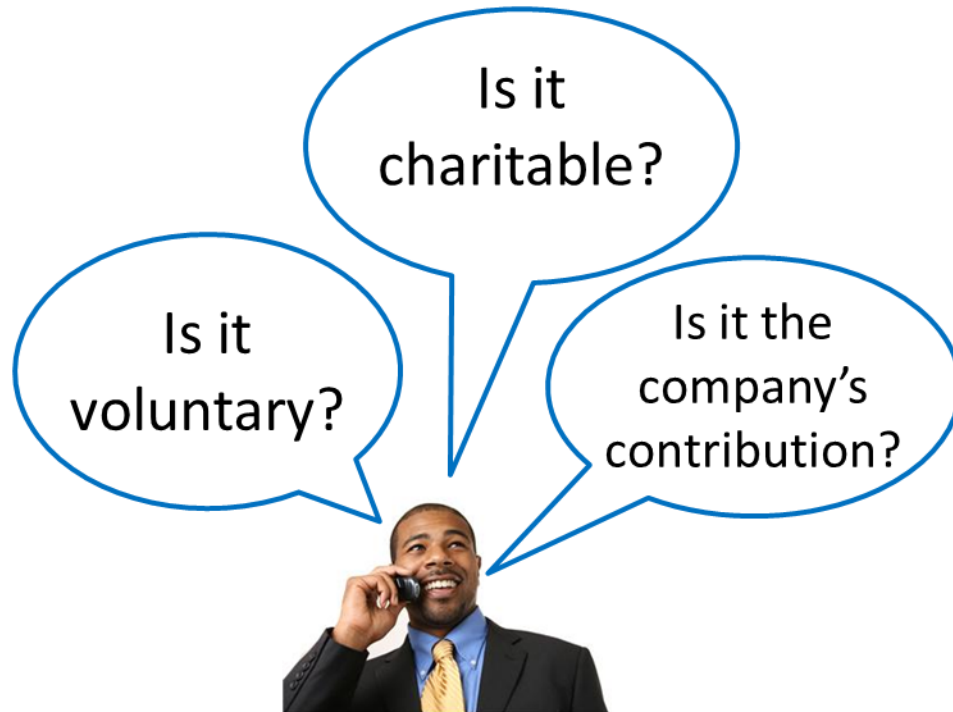 Is it
charitable?
Is it
voluntary?
Is it the
company’s
contribution?